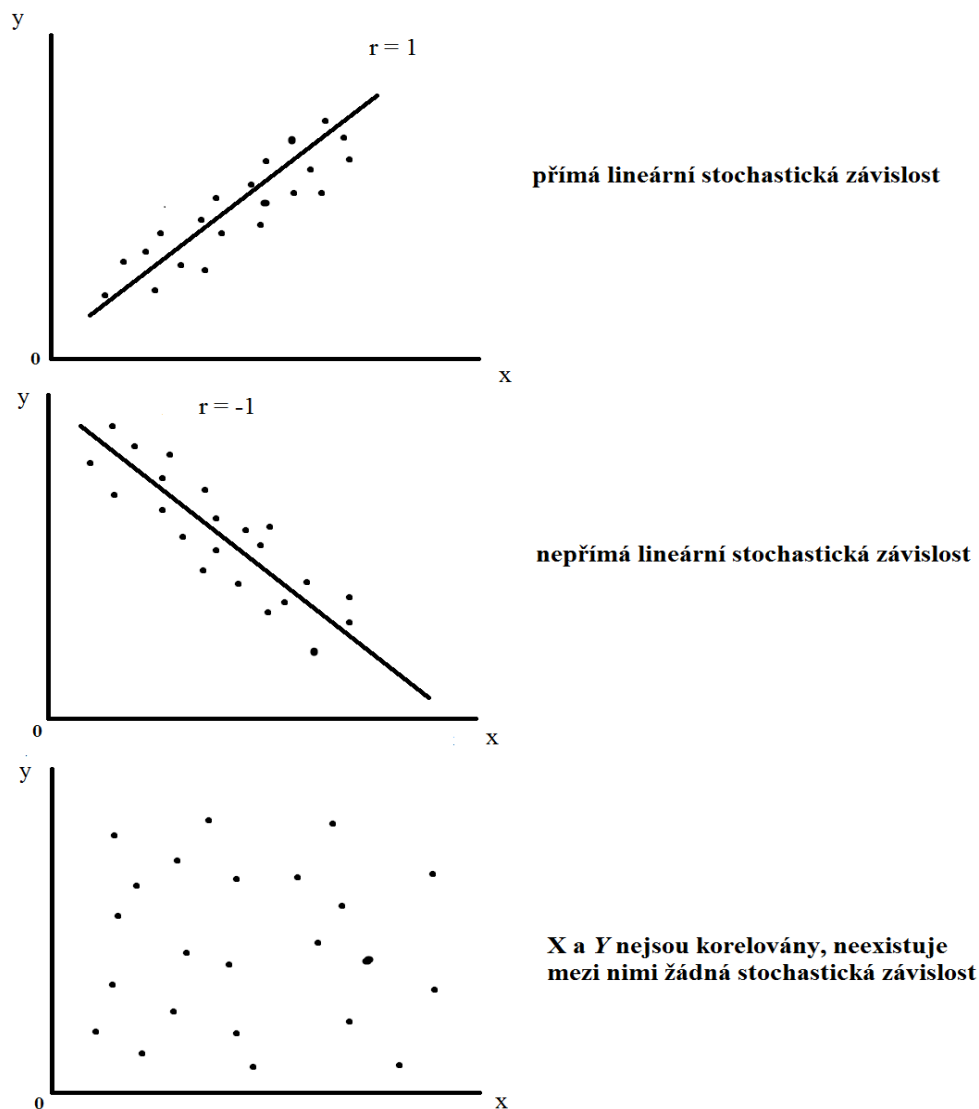 y
r = 1
přímá lineární stochastická závislost
0
x
y
r = -1
nepřímá lineární stochastická závislost
0
x
y
X a Y nejsou korelovány, neexistuje
mezi nimi žádná stochastická závislost
0
x